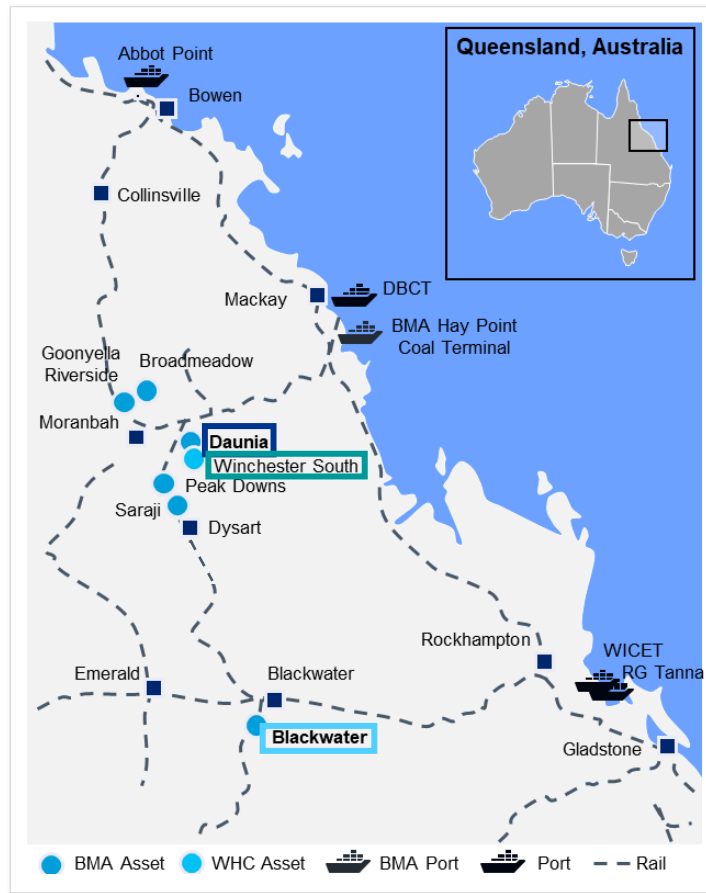 Queensland, Australia
Abbot Point
Bowen
Collinsville
Mackay
DBCT
BMA Hay Point
Coal Terminal
Goonyella
Riverside
Broadmeadow
Moranbah
Daunia
Winchester South
Peak Downs
Saraji
Dysart
Rockhampton
WICET
RG Tanna
Emerald
Blackwater
Blackwater
Gladstone
BMA Asset
WHC Asset
BMA Port
Port
Rail